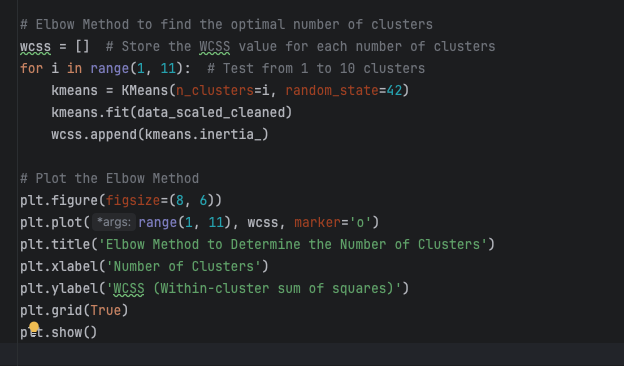 # Elbow Method to find the optimal number of clusters
wcss = []  # Store the WCSS value for each number of clusters
for i in range(1, 11):  # Test from 1 to 10 clusters
    kmeans = KMeans(n_clusters=i, random_state=42)
    kmeans.fit(data_scaled_cleaned)
    wcss.append(kmeans.inertia_)

# Plot the Elbow Method
plt.figure(figsize=(8, 6))
plt.plot( *args: range(1, 11), wcss, marker='o')
plt.title('Elbow Method to Determine the Number of Clusters')
plt.xlabel('Number of Clusters')
plt.ylabel('WCSS (Within-cluster sum of squares)')
plt.grid(True)
plt.show()